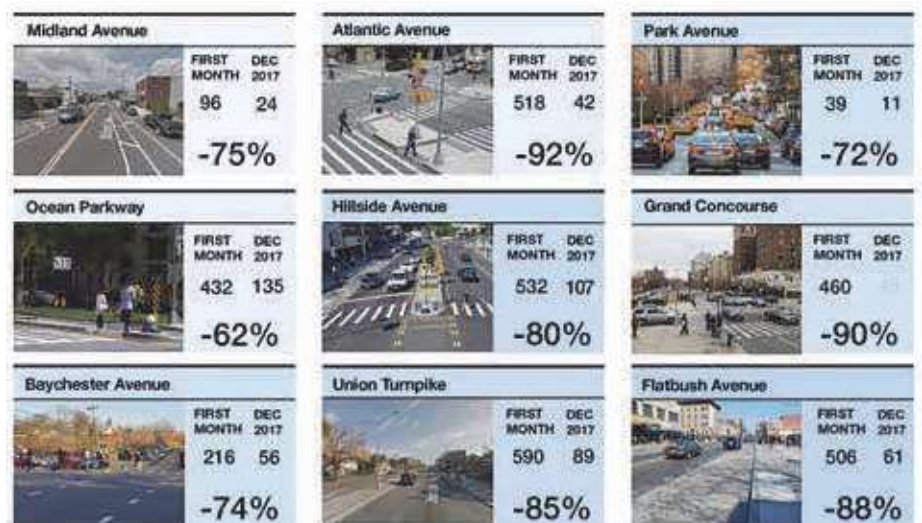 Midland Avenue
FIRST DEC
MONTH 2017
96 24
-75%
Atlantic Avenue
FIRST DEC
MONTH 2017
518 42
-92%
Park Avenue
FIRST DEC
MONTH 2017
39 11
-72%
Ocean Parkway
FIRST DEC
MONTH 2017
432 135
-62%
Hillside Avenue
FIRST DEC
MONTH 2017
532 107
-80%
Grand Concourse
FIRST DEC
MONTH 2017
460
-90%
Baychester Avenue
FIRST DEC
MONTH 2017
216 56
-74%
Union Turnpike
FIRST DEC
MONTH 2017
590 89
-85%
Flatbush Avenue
FIRST DEC
MONTH 2017
506 61
-88%